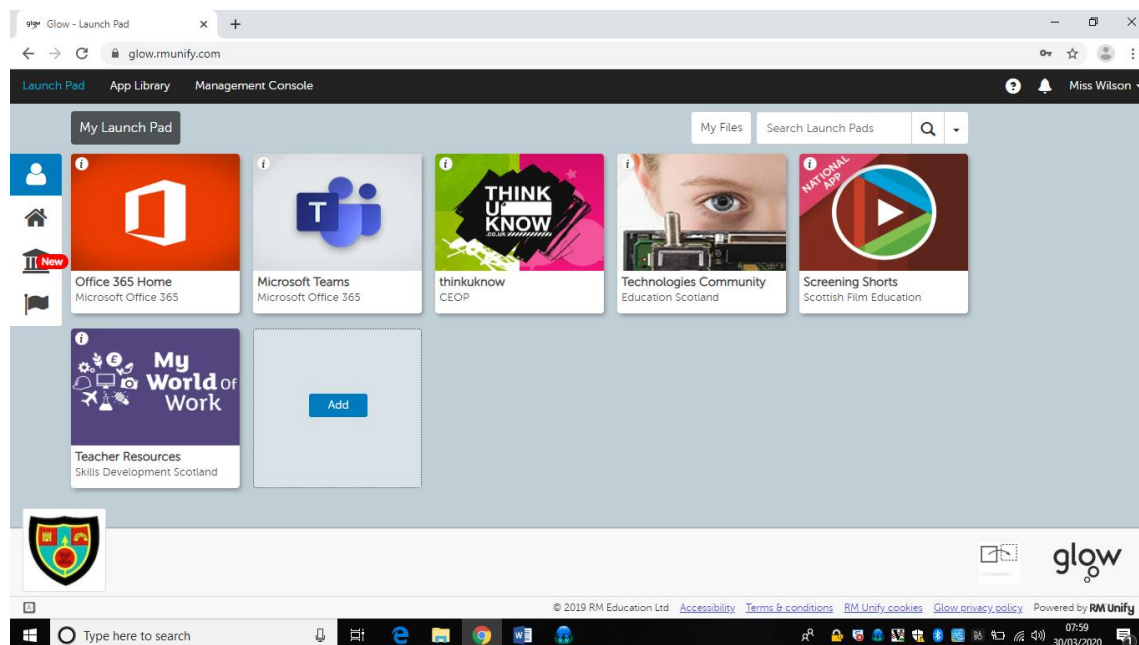 glow Glow - Launch Pad
glow.rmunify.com
Launch Pad App Library Management Console Miss Wilson
My Launch Pad My Files Search Launch Pads
NATIONAL APP
THINK U KNOW .CO.UK
New
Office 365 Home Microsoft Teams thinkuknow Technologies Community Screening Shorts
Microsoft Office 365 Microsoft Office 365 CEOP Education Scotland Scottish Film Education
My World Of Work
Add
Teacher Resources
Skills Development Scotland
glow
© 2019 RM Education Ltd Accessibility Terms & conditions RM Unify cookies Glow privacy policy Powered by RM Unify
Type here to search 07:59
30/03/2020